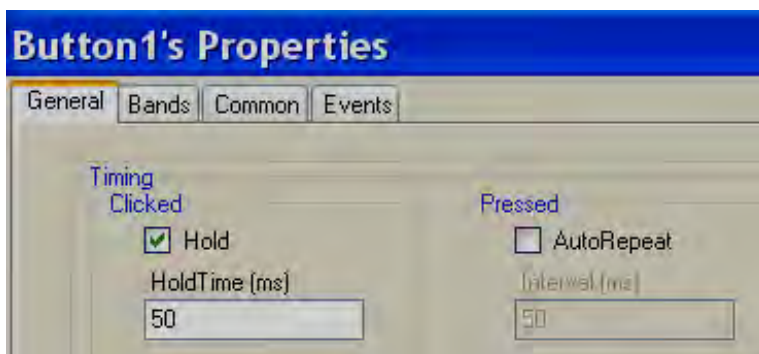 Button1's Properties
General Bands Common Events
Timing
Clicked Pressed
Hold AutoRepeat
HoldTime (ms) Interval (ms)
50 50